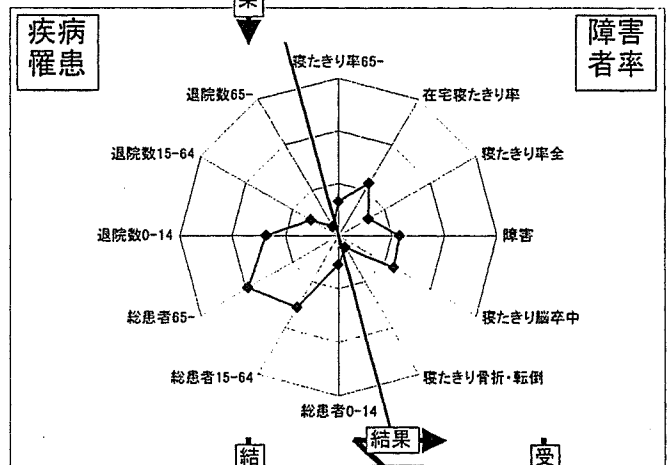 果
疾病
罹患
障害
者率
寝たきり率65-
退院数65-
在宅寝たきり率
退院数15-64
寝たきり率全
退院数0-14
障害
総患者65-
寝たきり脳卒中
総患者15-64
寝たきり骨折・転倒
総患者0-14
結果
結
受